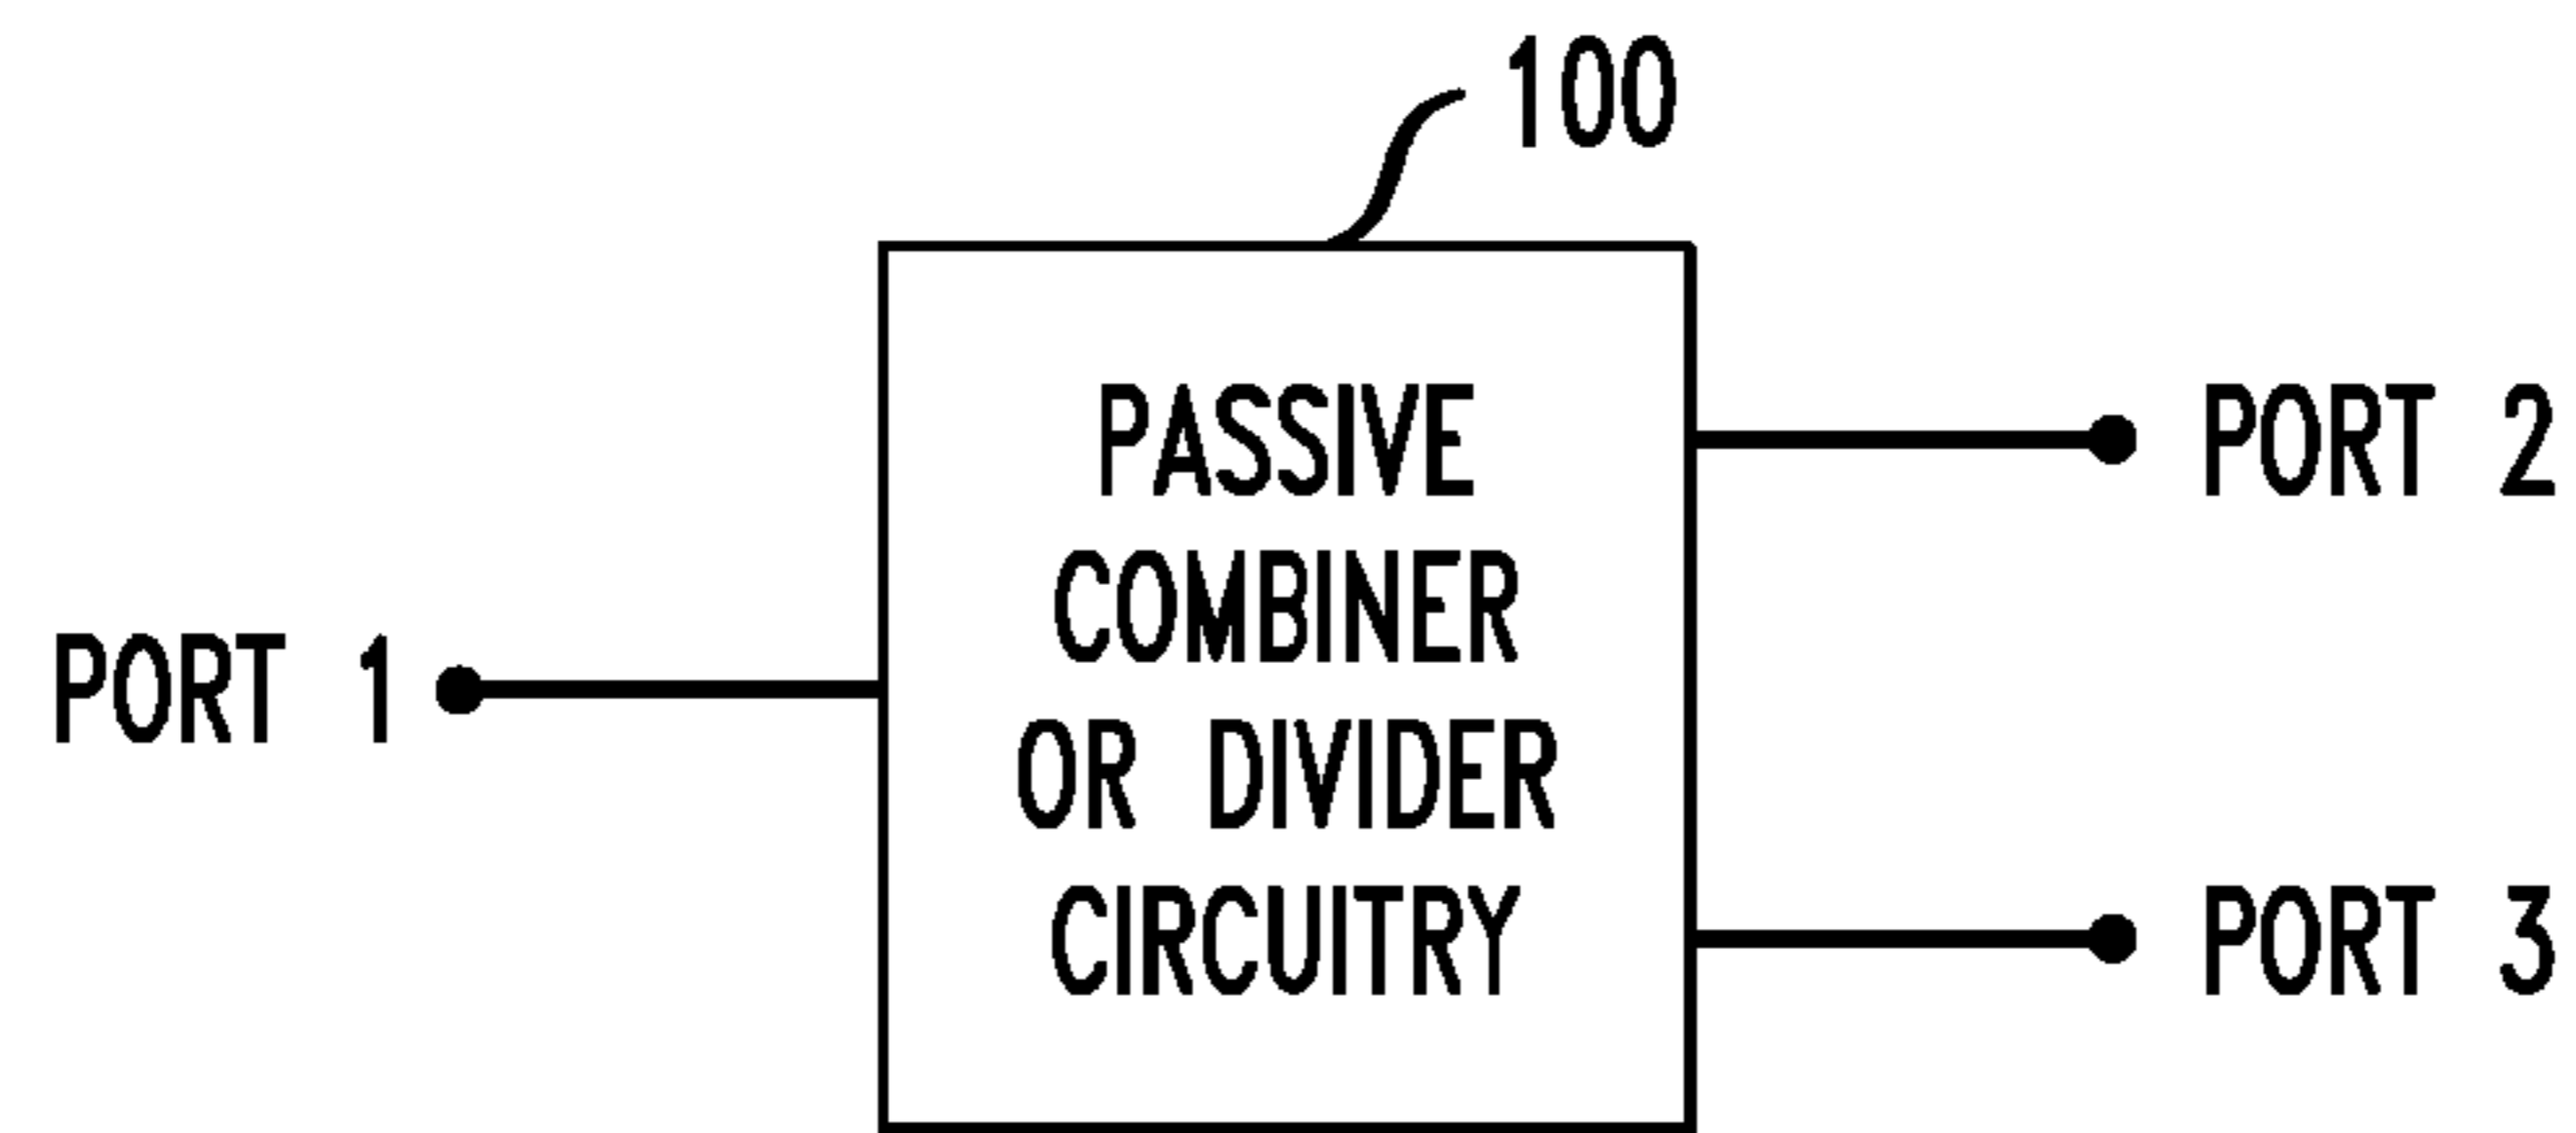 100
PASSIVE
COMBINER
OR DIVIDER
CIRCUITRY
PORT 1
PORT 2
PORT 3